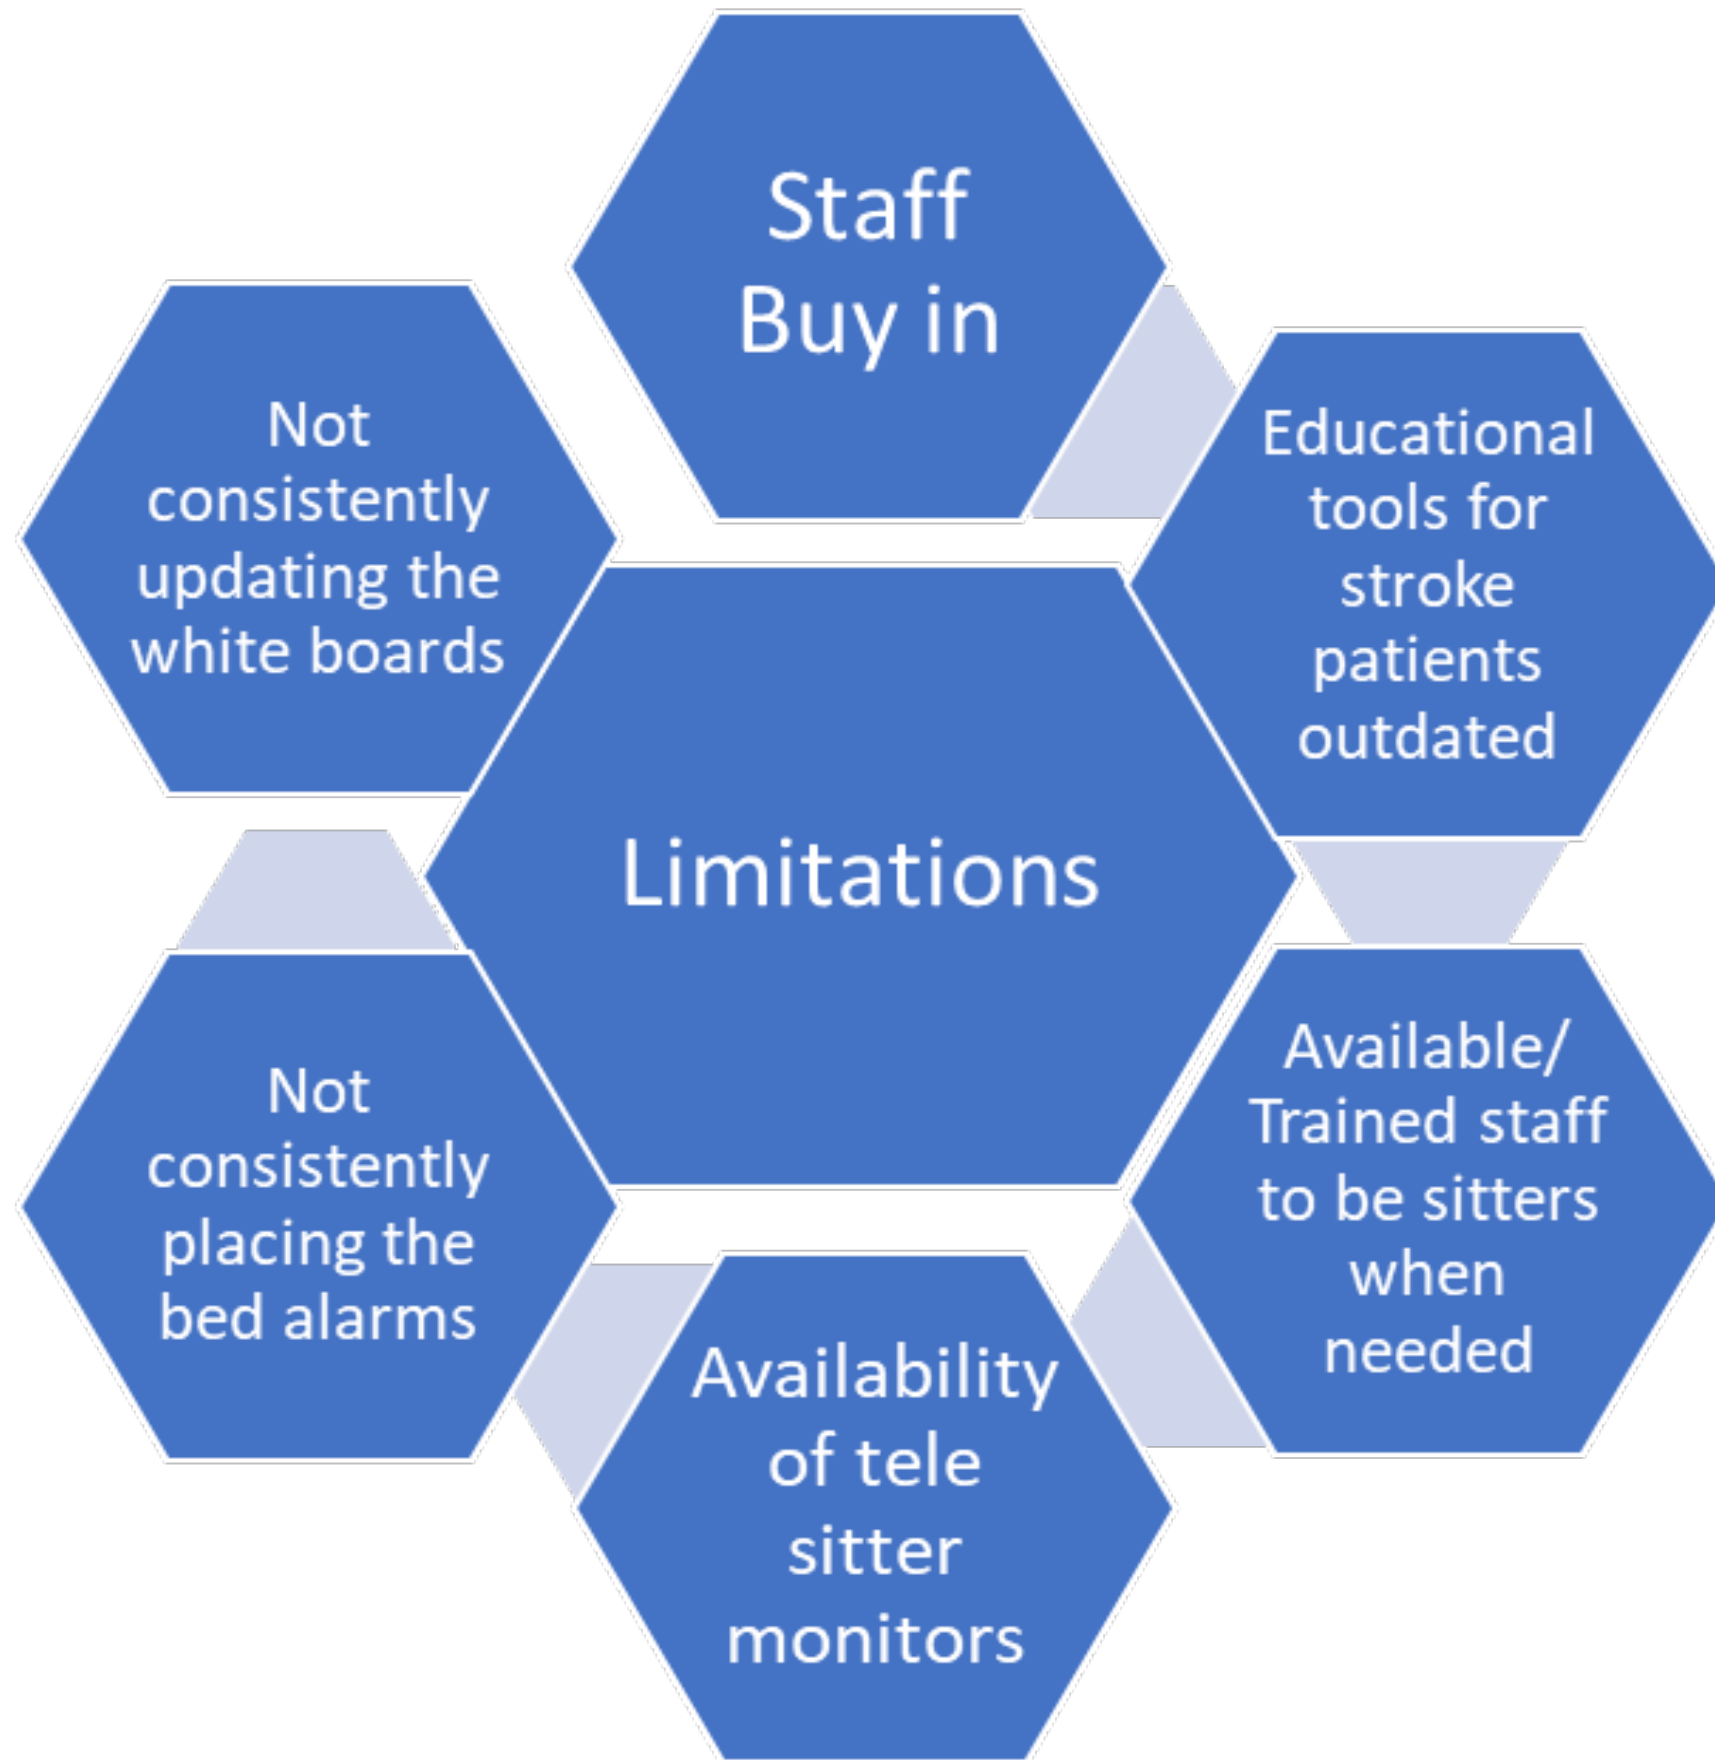 Staff
Buy in
Educational
tools for
stroke
patients
outdated
Available/
Trained staff
to be sitters
when
needed
Availability
of tele
sitter
monitors
Not
consistently
placing the
bed alarms
Not
consistently
updating the
white boards
Limitations